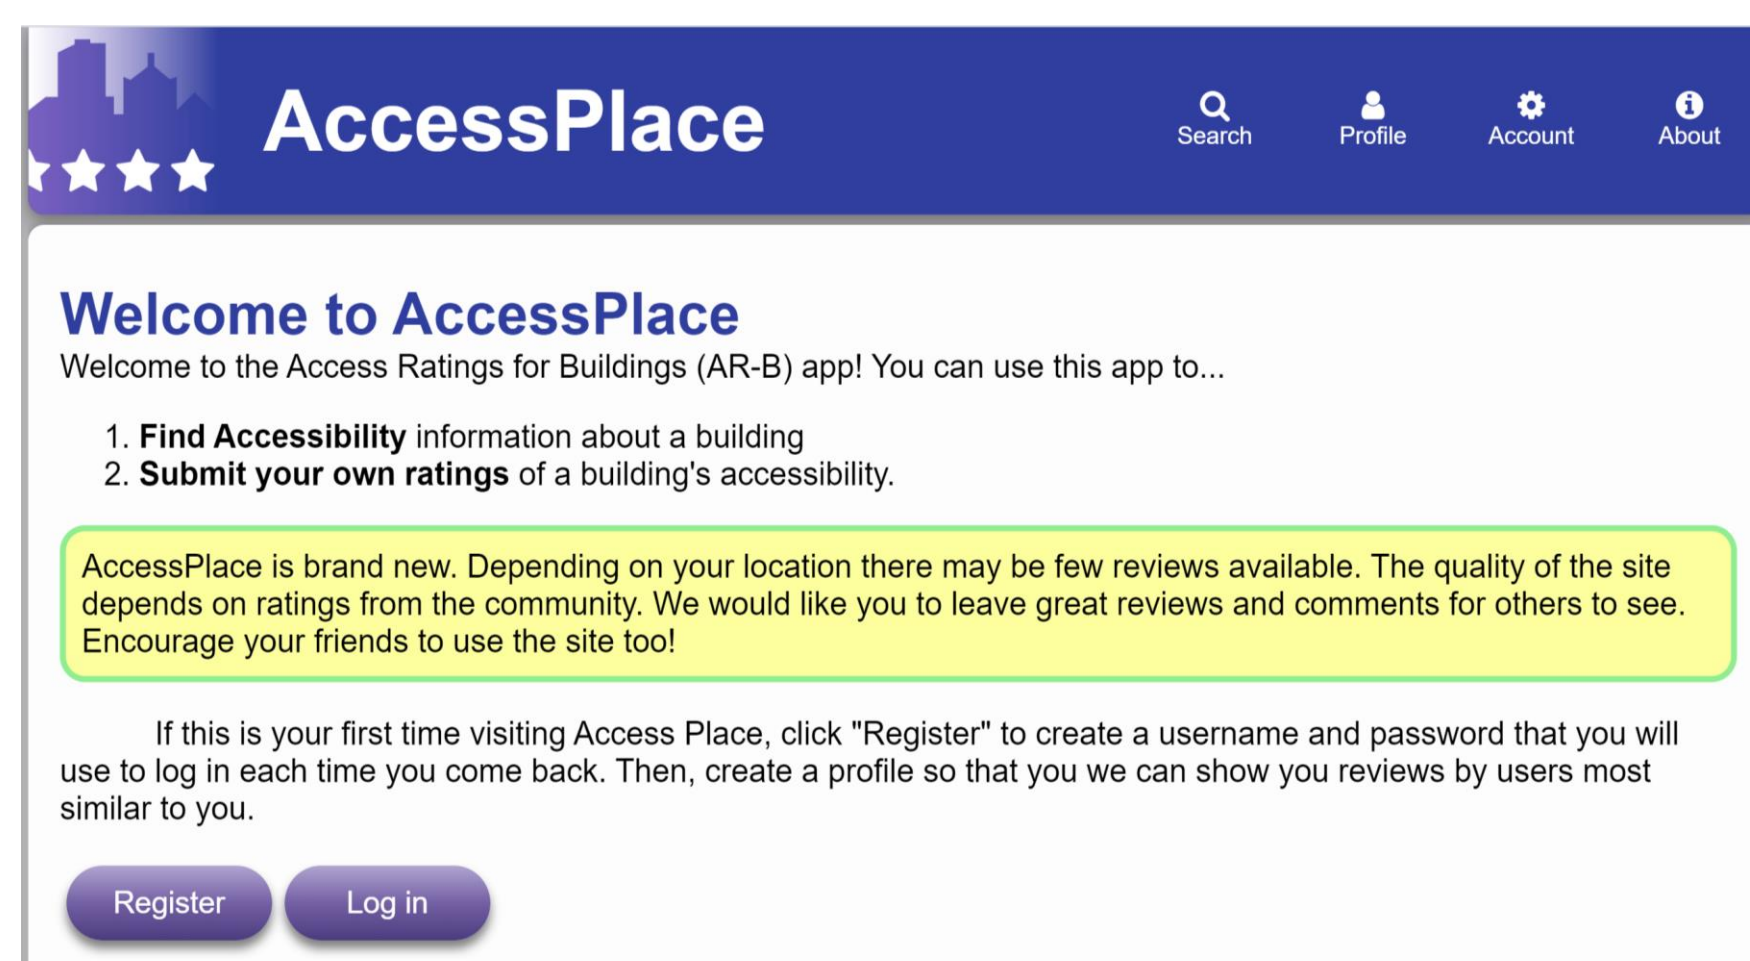 AccessPlace
Search
Profile
Account
About
Welcome to AccessPlace
Welcome to the Access Ratings for Buildings (AR-B) app! You can use this app to...
1. Find Accessibility information about a building
2. Submit your own ratings of a building's accessibility.
AccessPlace is brand new. Depending on your location there may be few reviews available. The quality of the site
depends on ratings from the community. We would like you to leave great reviews and comments for others to see.
Encourage your friends to use the site too!
If this is your first time visiting Access Place, click "Register" to create a username and password that you will
use to log in each time you come back. Then, create a profile so that you we can show you reviews by users most
similar to you.
Register
Log in